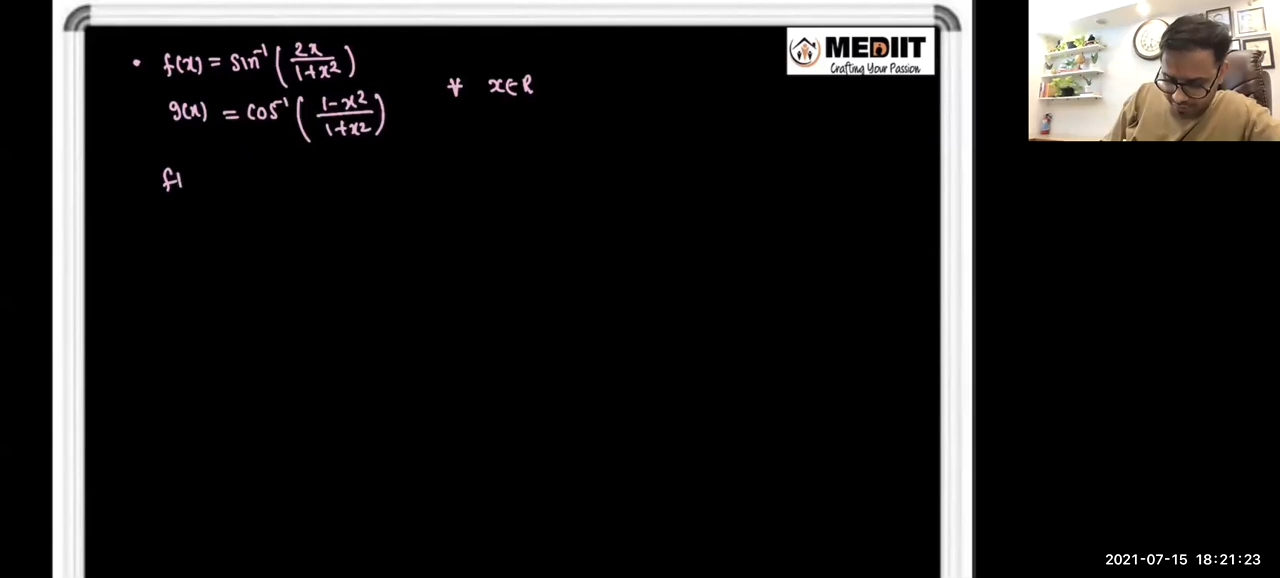 • f(x) = sin⁻¹ (2x / 1+x²)
∀ x∈R
g(x) = cos⁻¹ (1-x² / 1+x²)
f(
MEDIIT
Crafting Your Passion
2021-07-15 18:21:23